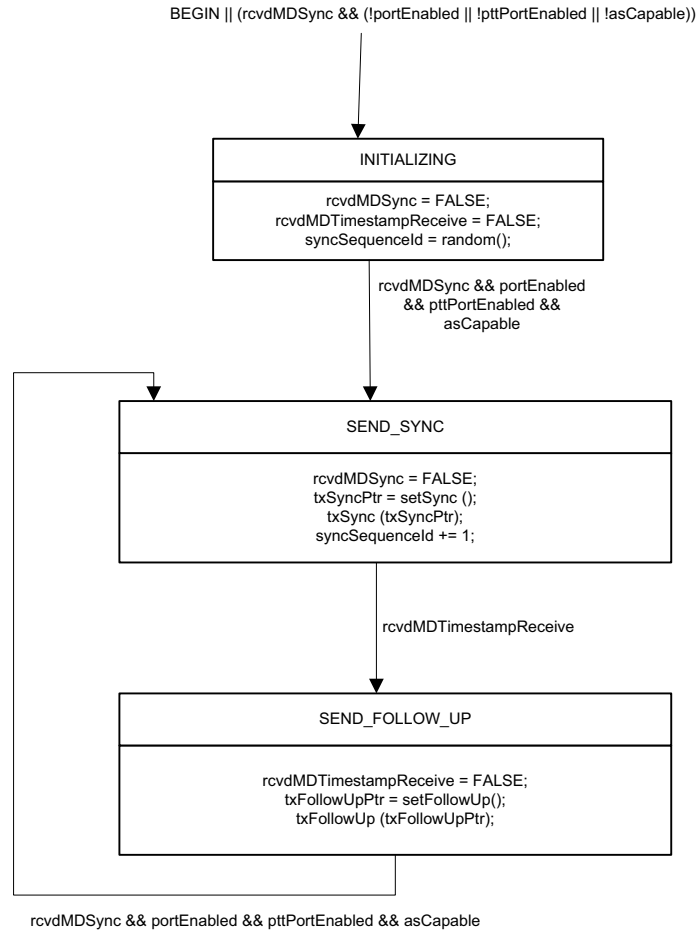 BEGIN || (rcvdMDSync && (!portEnabled || !pttPortEnabled || !asCapable))
INITIALIZING
rcvdMDSync = FALSE;
rcvdMDTimestampReceive = FALSE;
syncSequenceId = random();
rcvdMDSync && portEnabled
&& pttPortEnabled &&
asCapable
SEND_SYNC
rcvdMDSync = FALSE;
txSyncPtr = setSync ();
txSync (txSyncPtr);
syncSequenceId += 1;
rcvdMDTimestampReceive
SEND_FOLLOW_UP
rcvdMDTimestampReceive = FALSE;
txFollowUpPtr = setFollowUp();
txFollowUp (txFollowUpPtr);
rcvdMDSync && portEnabled && pttPortEnabled && asCapable